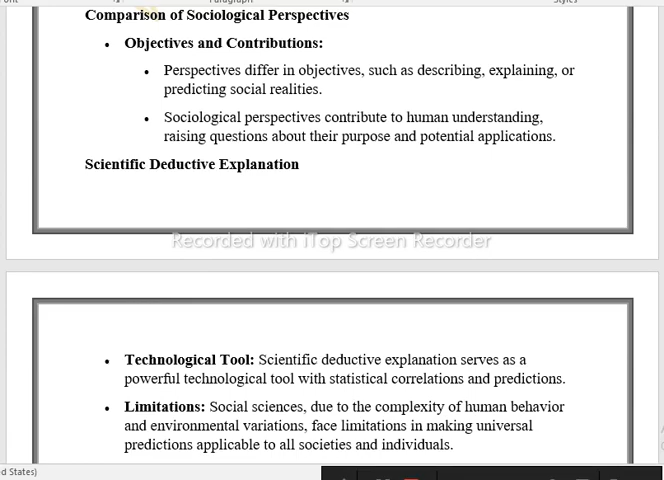 Paragraph
Styles
Comparison of Sociological Perspectives
• Objectives and Contributions:
• Perspectives differ in objectives, such as describing, explaining, or
predicting social realities.
• Sociological perspectives contribute to human understanding,
raising questions about their purpose and potential applications.
Scientific Deductive Explanation
Recorded with iTop Screen Recorder
• Technological Tool: Scientific deductive explanation serves as a
powerful technological tool with statistical correlations and predictions.
• Limitations: Social sciences, due to the complexity of human behavior
and environmental variations, face limitations in making universal
predictions applicable to all societies and individuals.
d States)